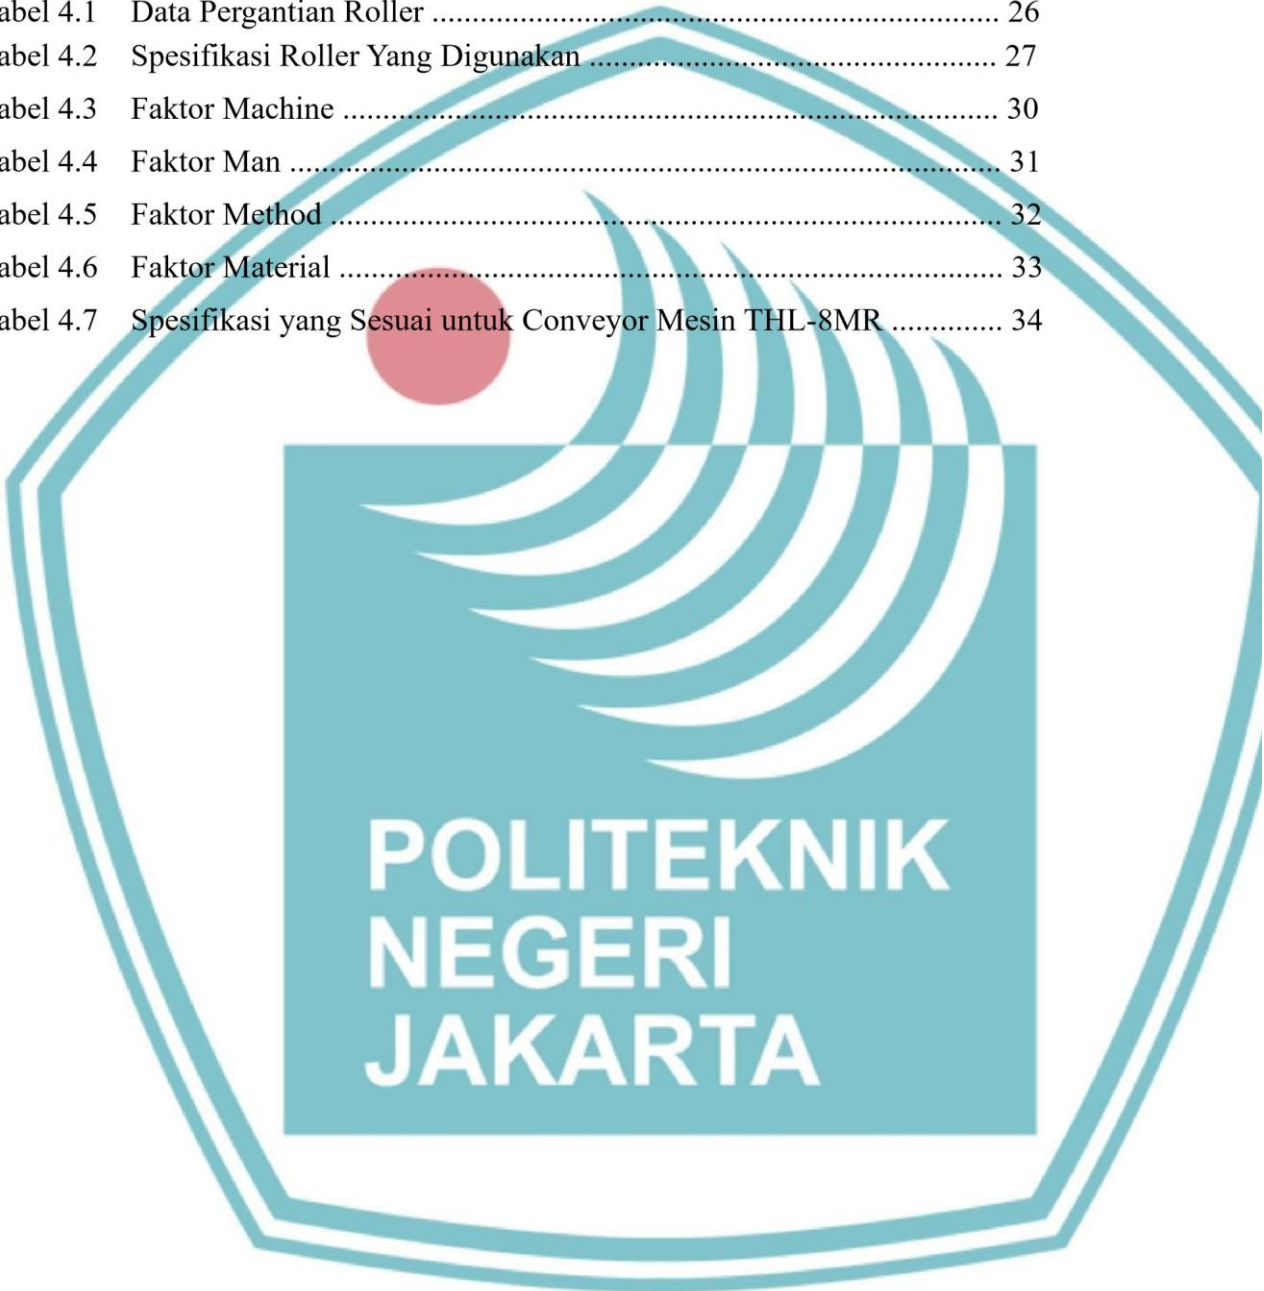 abel 4.1 Data Pergantian Roller ........................................................................ 26
abel 4.2 Spesifikasi Roller Yang Digunakan .................................................... 27
abel 4.3 Faktor Machine ................................................................................... 30
abel 4.4 Faktor Man .......................................................................................... 31
abel 4.5 Faktor Method ..................................................................................... 32
abel 4.6 Faktor Material .................................................................................... 33
abel 4.7 Spesifikasi yang Sesuai untuk Conveyor Mesin THL-8MR .............. 34
POLITEKNIK
NEGERI
JAKARTA